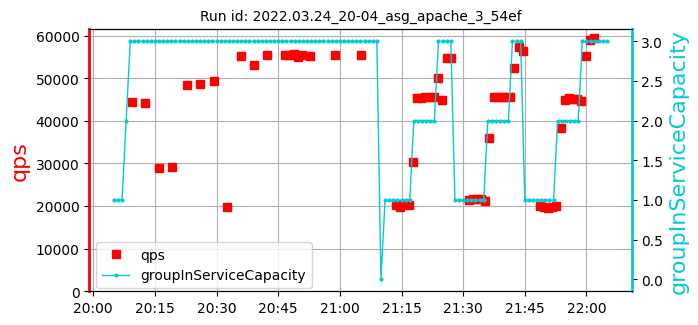 Run id: 2022.03.24_20-04_asg_apache_3_54ef
60000
50000
40000
30000
20000
10000
0
qps
3.0
2.5
2.0
1.5
1.0
0.5
0.0
groupInServiceCapacity
qps
groupInServiceCapacity
20:00 20:15 20:30 20:45 21:00 21:15 21:30 21:45 22:00